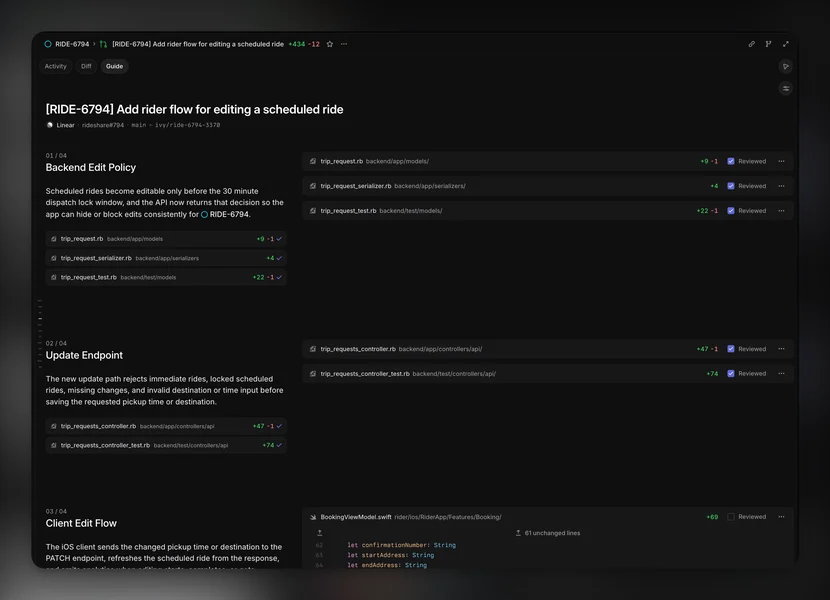 RIDE-6794 › [RIDE-6794] Add rider flow for editing a scheduled ride +434 -12
Activity Diff Guide
[RIDE-6794] Add rider flow for editing a scheduled ride
Linear · rideshare#794 · main ← ivy/ride-6794-3370
01 / 04
Backend Edit Policy
Scheduled rides become editable only before the 30 minute
dispatch lock window, and the API now returns that decision so the
app can hide or block edits consistently for RIDE-6794.
trip_request.rb backend/app/models +9 -1
trip_request_serializer.rb backend/app/serializers +4
trip_request_test.rb backend/test/models +22 -1
trip_request.rb backend/app/models/ +9 -1 Reviewed
trip_request_serializer.rb backend/app/serializers/ +4 Reviewed
trip_request_test.rb backend/test/models/ +22 -1 Reviewed
02 / 04
Update Endpoint
The new update path rejects immediate rides, locked scheduled
rides, missing changes, and invalid destination or time input before
saving the requested pickup time or destination.
trip_requests_controller.rb backend/app/controllers/api +47 -1
trip_requests_controller_test.rb backend/test/controllers/api +74
trip_requests_controller.rb backend/app/controllers/api/ +47 -1 Reviewed
trip_requests_controller_test.rb backend/test/controllers/api/ +74 Reviewed
03 / 04
Client Edit Flow
The iOS client sends the changed pickup time or destination to the
PATCH endpoint, refreshes the scheduled ride from the response,
BookingViewModel.swift rider/ios/RiderApp/Features/Booking/ +69 Reviewed
61 unchanged lines
62 let confirmationNumber: String
63 let startAddress: String
64 let endAddress: String